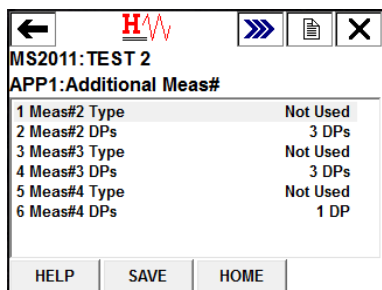 H
MS2011:TEST 2
APP1:Additional Meas#
1 Meas#2 Type Not Used
2 Meas#2 DPs 3 DPs
3 Meas#3 Type Not Used
4 Meas#3 DPs 3 DPs
5 Meas#4 Type Not Used
6 Meas#4 DPs 1 DP
HELP SAVE HOME